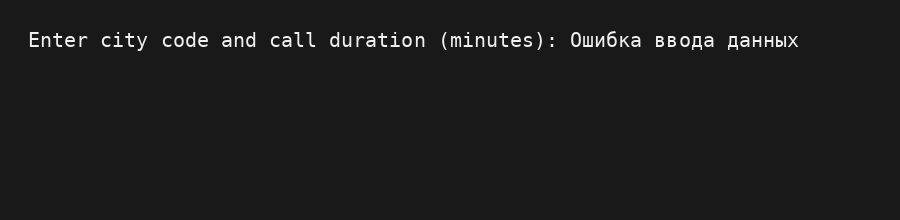 Enter city code and call duration (minutes): Ошибка ввода данных